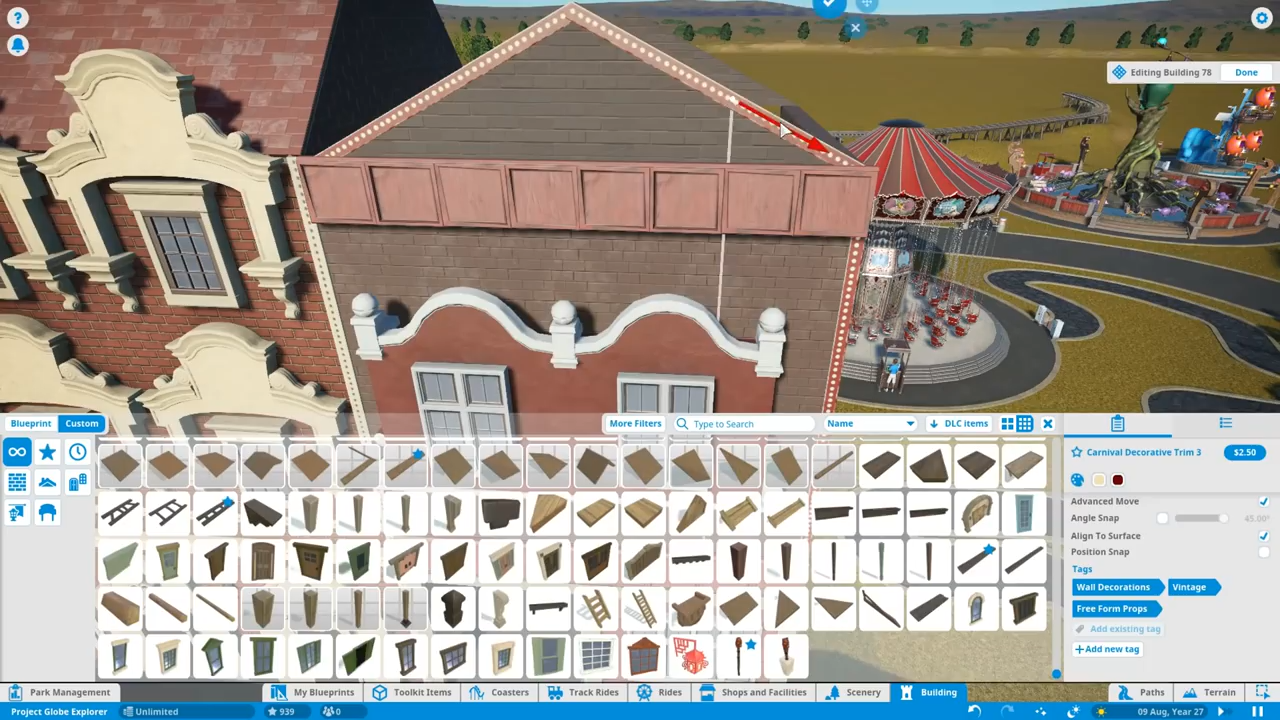 Editing Building 78
Done
Blueprint
Custom
More Filters
Type to Search
Name
DLC items
Carnival Decorative Trim 3
$2.50
Advanced Move
Angle Snap
45.00°
Align To Surface
Position Snap
Tags
Wall Decorations
Vintage
Free Form Props
Add existing tag
+Add new tag
Park Management
My Blueprints
Toolkit Items
Coasters
Track Rides
Rides
Shops and Facilities
Scenery
Building
Paths
Terrain
Project Globe Explorer
Unlimited
939
0
09 Aug, Year 27